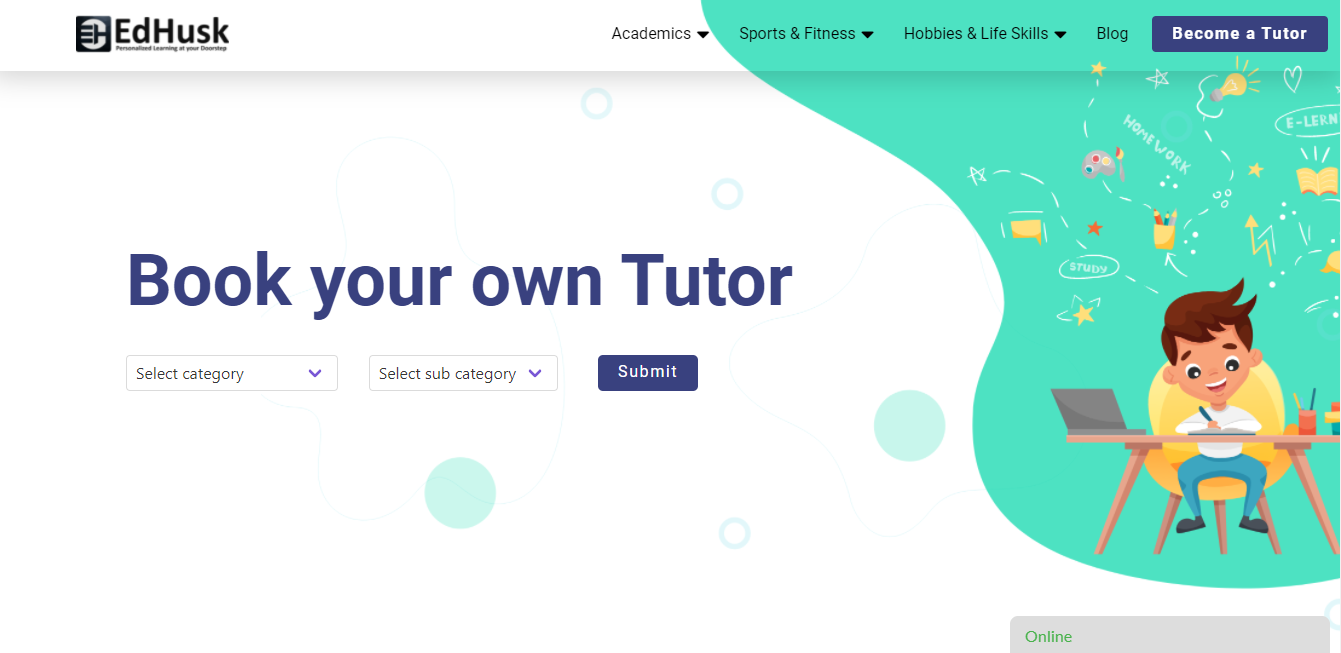 EdHusk
Personalized Learning at your Doorstep
Academics
Sports & Fitness
Hobbies & Life Skills
Blog
Become a Tutor
HOMEWORK
E-LERN
STUDY
Book your own Tutor
Select category
Select sub category
Submit
Online